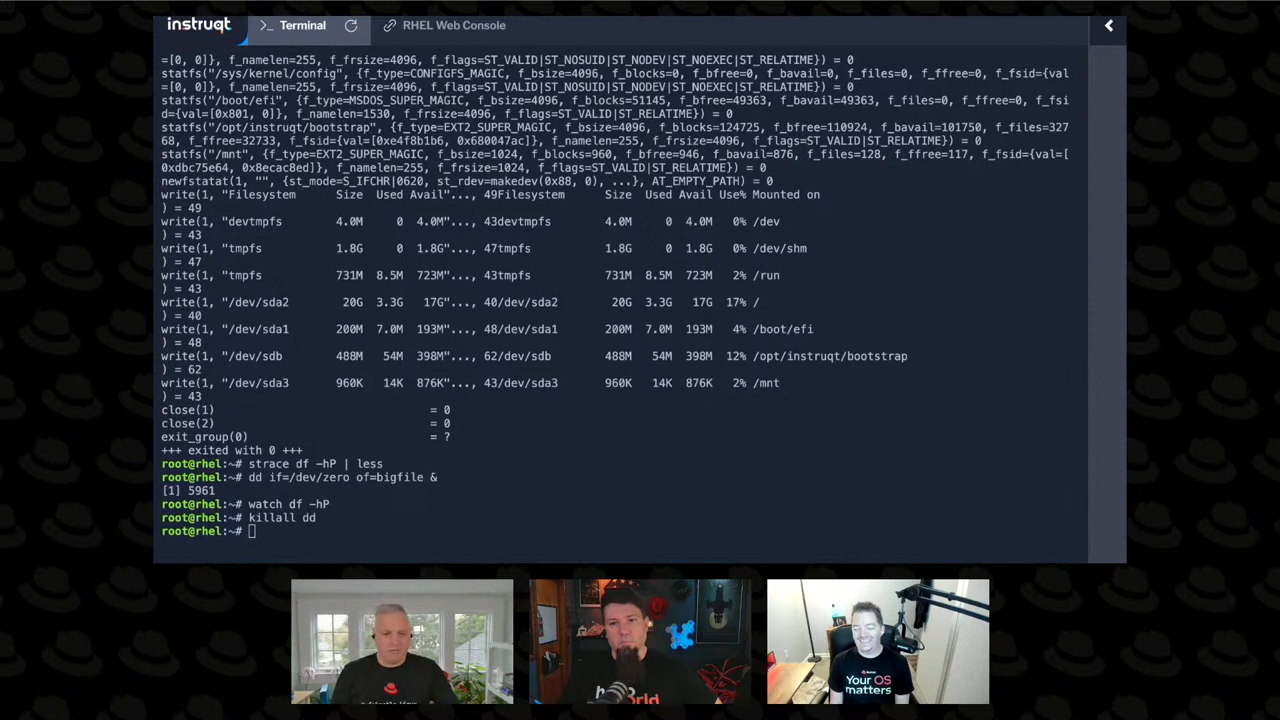 instruqt
>_ Terminal
RHEL Web Console
=[0, 0]}, f_namelen=255, f_frsize=4096, f_flags=ST_VALID|ST_NOSUID|ST_NODEV|ST_NOEXEC|ST_RELATIME}) = 0
statfs("/sys/kernel/config", {f_type=CONFIGFS_MAGIC, f_bsize=4096, f_blocks=0, f_bfree=0, f_bavail=0, f_files=0, f_ffree=0, f_fsid={val
=[0, 0]}, f_namelen=255, f_frsize=4096, f_flags=ST_VALID|ST_NOSUID|ST_NODEV|ST_NOEXEC|ST_RELATIME}) = 0
statfs("/boot/efi", {f_type=MSDOS_SUPER_MAGIC, f_bsize=4096, f_blocks=51145, f_bfree=49363, f_bavail=49363, f_files=0, f_ffree=0, f_fsi
d={val=[0x801, 0]}, f_namelen=1530, f_frsize=4096, f_flags=ST_VALID|ST_RELATIME}) = 0
statfs("/opt/instruqt/bootstrap", {f_type=EXT2_SUPER_MAGIC, f_bsize=4096, f_blocks=124725, f_bfree=110924, f_bavail=101750, f_files=327
68, f_ffree=32733, f_fsid={val=[0xe4f8b1b6, 0x680047ac]}, f_namelen=255, f_frsize=4096, f_flags=ST_VALID|ST_RELATIME}) = 0
statfs("/mnt", {f_type=EXT2_SUPER_MAGIC, f_bsize=1024, f_blocks=960, f_bfree=946, f_bavail=876, f_files=128, f_ffree=117, f_fsid={val=[
0xdbc75e64, 0x8ecac8ed]}, f_namelen=255, f_frsize=1024, f_flags=ST_VALID|ST_RELATIME}) = 0
newfstatat(1, "", {st_mode=S_IFCHR|0620, st_rdev=makedev(0x88, 0), ...}, AT_EMPTY_PATH) = 0
write(1, "Filesystem      Size  Used Avail"..., 49Filesystem      Size  Used Avail Use% Mounted on
) = 49
write(1, "devtmpfs        4.0M     0  4.0M"..., 43devtmpfs        4.0M     0  4.0M   0% /dev
) = 43
write(1, "tmpfs           1.8G     0  1.8G"..., 47tmpfs           1.8G     0  1.8G   0% /dev/shm
) = 47
write(1, "tmpfs           731M  8.5M  723M"..., 43tmpfs           731M  8.5M  723M   2% /run
) = 43
write(1, "/dev/sda2        20G  3.3G   17G"..., 40/dev/sda2        20G  3.3G   17G  17% /
) = 40
write(1, "/dev/sda1       200M  7.0M  193M"..., 48/dev/sda1       200M  7.0M  193M   4% /boot/efi
) = 48
write(1, "/dev/sdb        488M   54M  398M"..., 62/dev/sdb        488M   54M  398M  12% /opt/instruqt/bootstrap
) = 62
write(1, "/dev/sda3       960K   14K  876K"..., 43/dev/sda3       960K   14K  876K   2% /mnt
) = 43
close(1)                                = 0
close(2)                                = 0
exit_group(0)                           = ?
+++ exited with 0 +++
root@rhel:~# strace df -hP | less
root@rhel:~# dd if=/dev/zero of=bigfile &
[1] 5961
root@rhel:~# watch df -hP
root@rhel:~# killall dd
root@rhel:~#
Your OS
matters